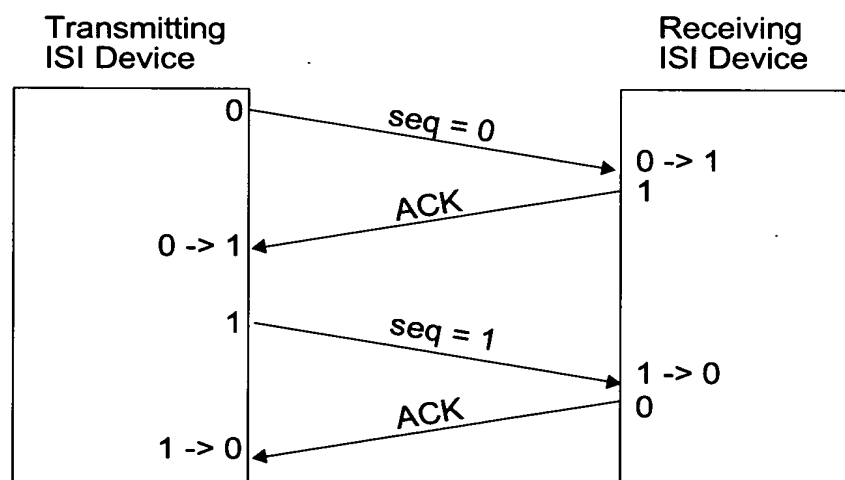 Transmitting
ISI Device
Receiving
ISI Device
0
seq = 0
0 -> 1
1
ACK
0 -> 1
1
seq = 1
1 -> 0
0
ACK
1 -> 0